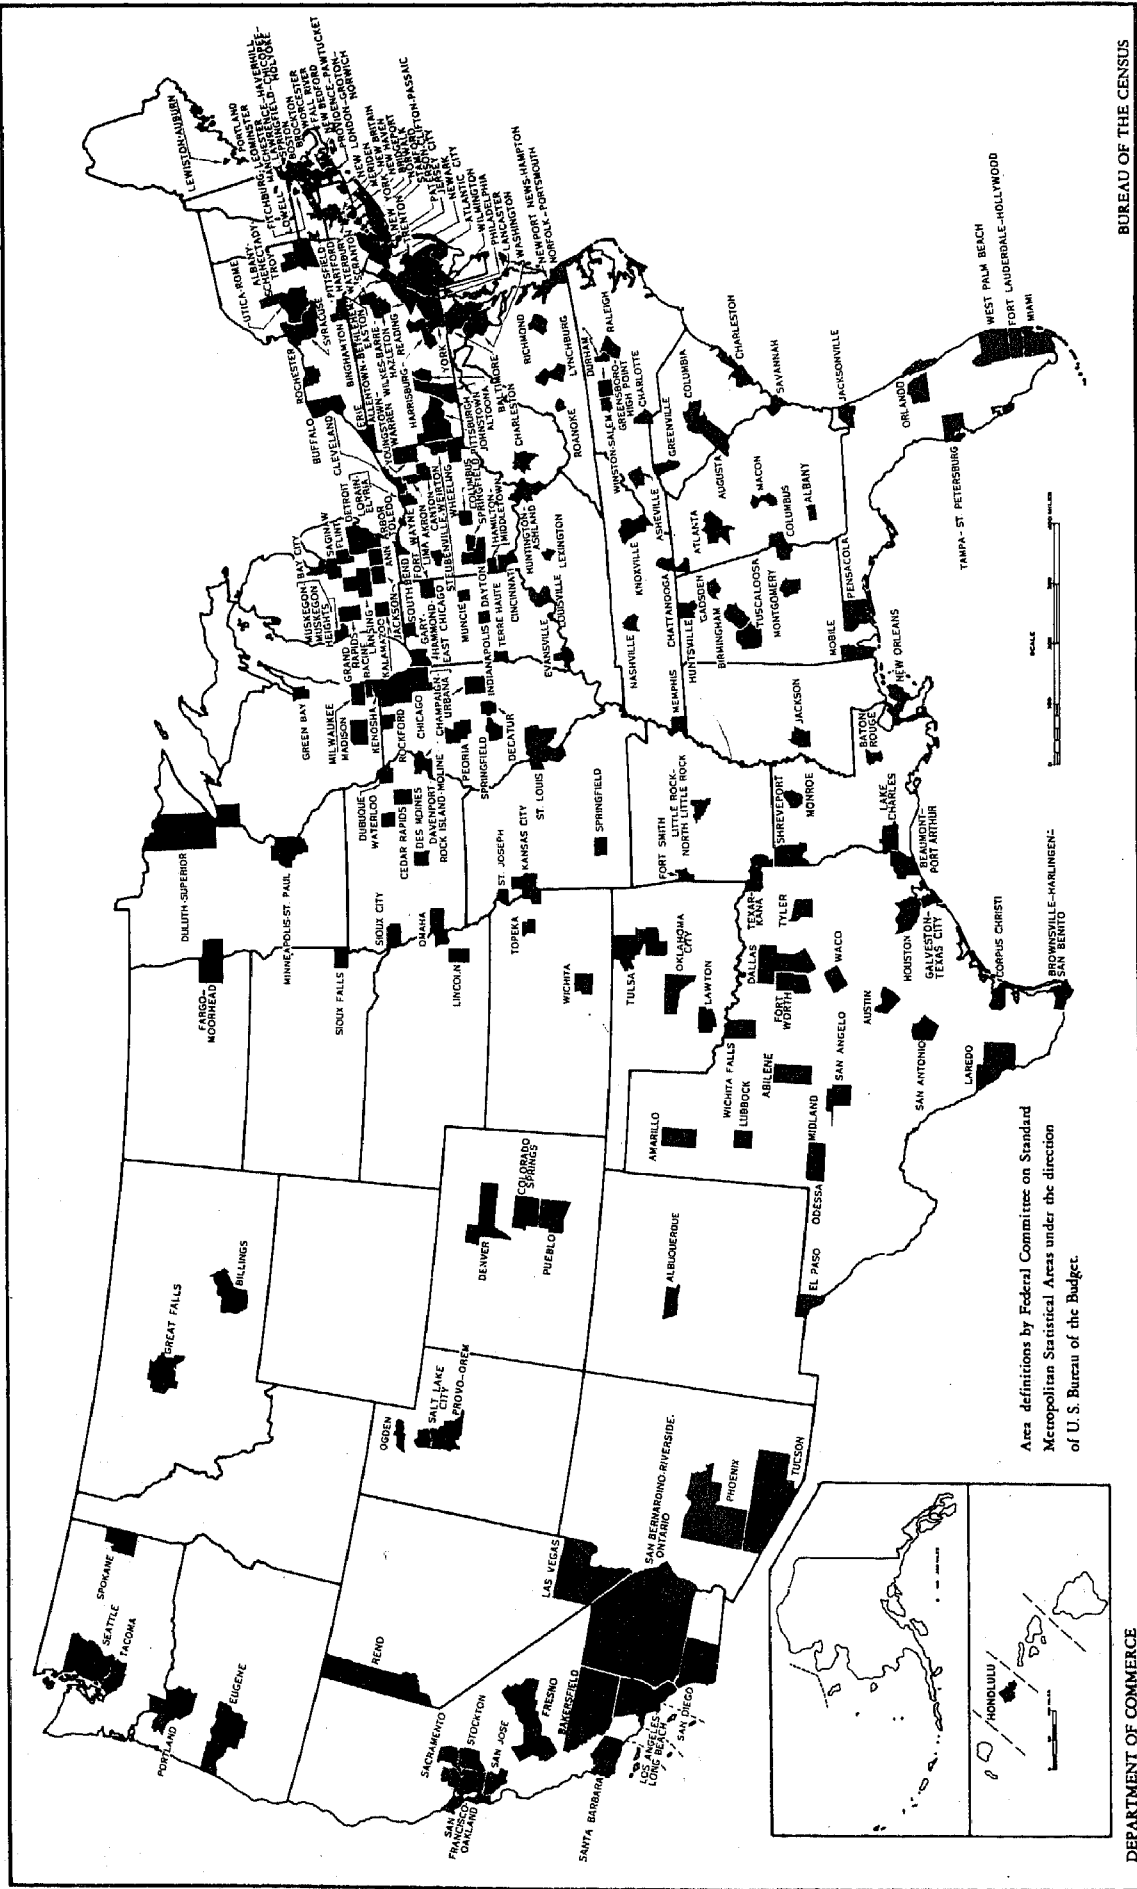 SPOKANE
SEATTLE
TACOMA
PORTLAND
EUGENE
GREAT FALLS
BILLINGS
FARGO-
MOORHEAD
DULUTH-SUPERIOR
MINNEAPOLIS-ST. PAUL
SIOUX FALLS
SIOUX CITY
OMAHA
LINCOLN
TOPEKA
WICHITA
ST. JOSEPH
KANSAS CITY
SPRINGFIELD
ST. LOUIS
DUBUQUE
WATERLOO
CEDAR RAPIDS
DES MOINES
DAVENPORT-
ROCK ISLAND-MOLINE
PEORIA
SPRINGFIELD
DECATUR
CHAMPAIGN-
URBANA
CHICAGO
ROCKFORD
KENOSHA
MADISON
MILWAUKEE
RACINE
GREEN BAY
MUSKEGON
MUSKEGON
HEIGHTS
GRAND
RAPIDS
LANSING
KALAMAZOO
JACKSON
BAY CITY
SAGINAW
FLINT
DETROIT
ANN ARBOR
TOLEDO
LORAIN-
ELYRIA
SOUTH BEND
FORT WAYNE
GARY-
HAMMOND-
EAST CHICAGO
LIMA
AKRON
CANTON
STEUBENVILLE-WEIRTON
WHEELING
MUNCIE
INDIANAPOLIS
TERRE HAUTE
DAYTON
CINCINNATI
HAMILTON-
MIDDLETOWN
SPRINGFIELD
COLUMBUS
HUNTINGTON-
ASHLAND
LEXINGTON
LOUISVILLE
EVANSVILLE
CLEVELAND
YOUNGSTOWN-
WARREN
ERIE
BUFFALO
ROCHESTER
SYRACUSE
UTICA-ROME
ALBANY-
SCHENECTADY-
TROY
BINGHAMTON
SCRANTON
WILKES-BARRE-
HAZLETON
ALLENTOWN-BETHLEHEM-
EASTON
READING
HARRISBURG
YORK
PITTSBURGH
JOHNSTOWN
ALTOONA
BALTIMORE
LEWISTON-AUBURN
PORTLAND
FITCHBURG-LEOMINSTER
MANCHESTER
LAWRENCE-HAVERHILL
LOWELL
SPRINGFIELD-CHICOPEE-
HOLYOKE
BOSTON
BROCKTON
WORCESTER
FALL RIVER
NEW BEDFORD
PROVIDENCE-PAWTUCKET
NEW LONDON-GROTON-
NORWICH
PITTSFIELD
HARTFORD
WATERBURY
MERIDEN
NEW BRITAIN
NEW HAVEN
BRIDGEPORT
NORWALK
STAMFORD
NEW YORK
PATERSON-CLIFTON-PASSAIC
JERSEY CITY
NEWARK
TRENTON
ATLANTIC CITY
WILMINGTON
PHILADELPHIA
LANCASTER
WASHINGTON
NEWPORT NEWS-HAMPTON
NORFOLK-PORTSMOUTH
RICHMOND
LYNCHBURG
ROANOKE
CHARLESTON
DURHAM
RALEIGH
WINSTON-SALEM
GREENSBORO-
HIGH POINT
CHARLOTTE
ASHEVILLE
GREENVILLE
COLUMBIA
CHARLESTON
SAVANNAH
AUGUSTA
MACON
ALBANY
COLUMBUS
ATLANTA
KNOXVILLE
CHATTANOOGA
NASHVILLE
MEMPHIS
HUNTSVILLE
GADSDEN
BIRMINGHAM
TUSCALOOSA
MONTGOMERY
MOBILE
PENSACOLA
JACKSON
JACKSONVILLE
ORLANDO
TAMPA-ST PETERSBURG
WEST PALM BEACH
FORT LAUDERDALE-HOLLYWOOD
MIAMI
NEW ORLEANS
BATON
ROUGE
LAKE
CHARLES
MONROE
SHREVEPORT
LITTLE ROCK-
NORTH LITTLE ROCK
FORT SMITH
TEXAR-
KANA
TYLER
BEAUMONT-
PORT ARTHUR
GALVESTON-
TEXAS CITY
HOUSTON
TULSA
OKLAHOMA
CITY
LAWTON
DALLAS
FORT
WORTH
WACO
AUSTIN
SAN ANTONIO
CORPUS CHRISTI
BROWNSVILLE-HARLINGEN-
SAN BENITO
LAREDO
WICHITA FALLS
ABILENE
SAN ANGELO
AMARILLO
LUBBOCK
MIDLAND
ODESSA
EL PASO
ALBUQUERQUE
DENVER
COLORADO
SPRINGS
PUEBLO
OGDEN
SALT LAKE
CITY
PROVO-OREM
PHOENIX
TUCSON
LAS VEGAS
RENO
SAN BERNARDINO-RIVERSIDE-
ONTARIO
SACRAMENTO
STOCKTON
SAN
FRANCISCO-
OAKLAND
SAN JOSE
FRESNO
BAKERSFIELD
SANTA BARBARA
LOS ANGELES-
LONG BEACH
SAN DIEGO
HONOLULU
SCALE
Area definitions by Federal Committee on Standard
Metropolitan Statistical Areas under the direction
of U. S. Bureau of the Budget.
DEPARTMENT OF COMMERCE
BUREAU OF THE CENSUS